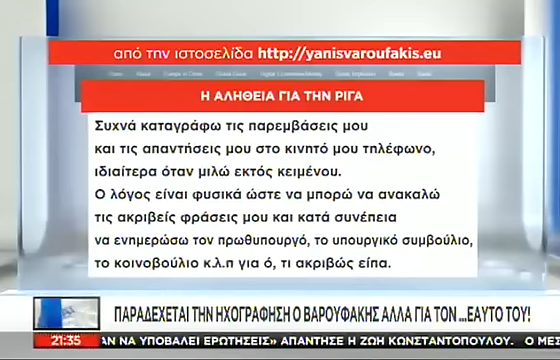 από την ιστοσελίδα http://yanisvaroufakis.eu
Η ΑΛΗΘΕΙΑ ΓΙΑ ΤΗΝ ΡΙΓΑ
Συχνά καταγράφω τις παρεμβάσεις μου
και τις απαντήσεις μου στο κινητό μου τηλέφωνο,
ιδιαίτερα όταν μιλώ εκτός κειμένου.
Ο λόγος είναι φυσικά ώστε να μπορώ να ανακαλώ
τις ακριβείς φράσεις μου και κατά συνέπεια
να ενημερώσω τον πρωθυπουργό, το υπουργικό συμβούλιο,
το κοινοβούλιο κ.λ.π για ό, τι ακριβώς είπα.
ΠΑΡΑΔΕΧΕΤΑΙ ΤΗΝ ΗΧΟΓΡΑΦΗΣΗ Ο ΒΑΡΟΥΦΑΚΗΣ ΑΛΛΑ ΓΙΑ ΤΟΝ ...ΕΑΥΤΟ ΤΟΥ!
21:35 ΑΝ ΝΑ ΥΠΟΒΑΛΕΙ ΕΡΩΤΗΣΕΙΣ» ΑΠΑΝΤΗΣΕ Η ΖΩΗ ΚΩΝΣΤΑΝΤΟΠΟΥΛΟΥ. Ο ΜΕΣ